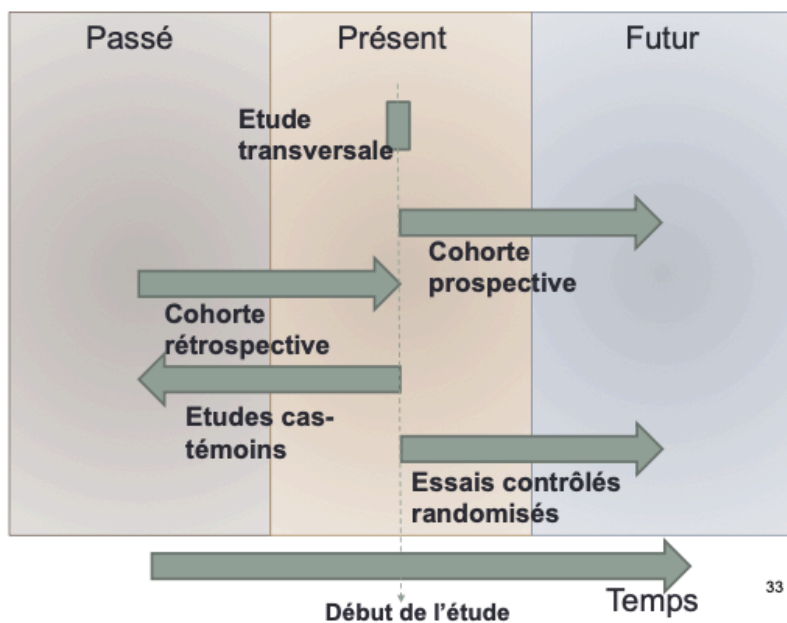 Passé
Présent
Futur
Etude
transversale
Cohorte
prospective
Cohorte
rétrospective
Etudes cas-
témoins
Essais contrôlés
randomisés
Temps
33
Début de l'étude